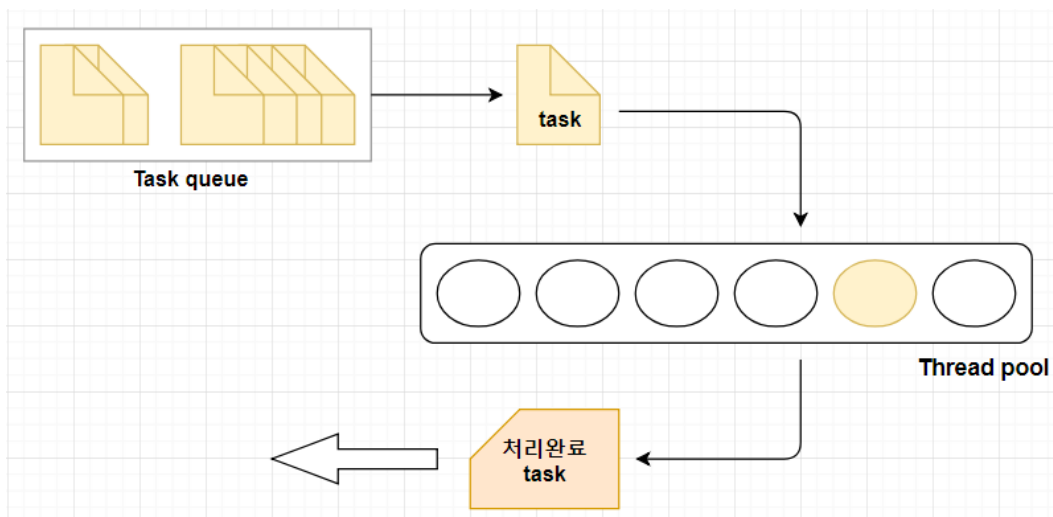 task
Task queue
Thread pool
처리완료
task